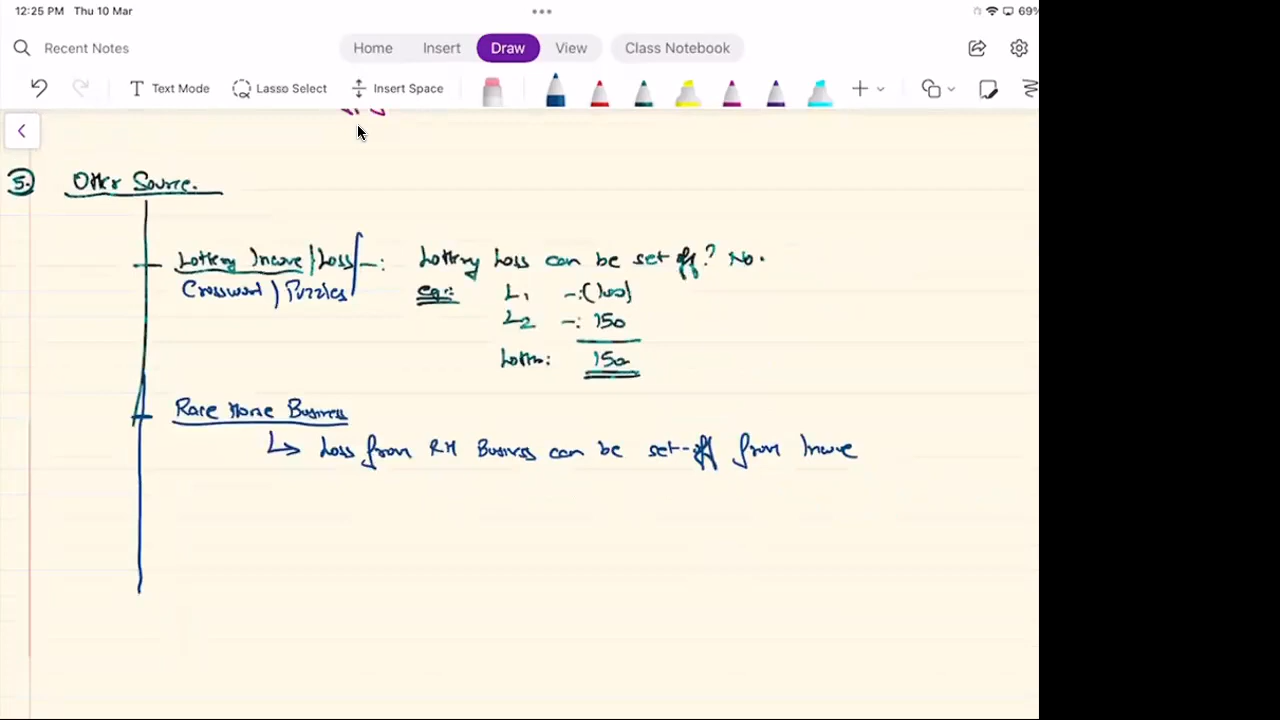 12:25 PM Thu 10 Mar
69%
Recent Notes
Home Insert Draw View Class Notebook
Text Mode Lasso Select Insert Space
5. Other Source.
Lottery Income | Loss -: Lottery Loss can be set off? No.
Crossword | Puzzles
eg:- L1 -:(100)
L2 -: 150
150
Race Horse Business
↳ Loss from RH Business can be set-off from Income